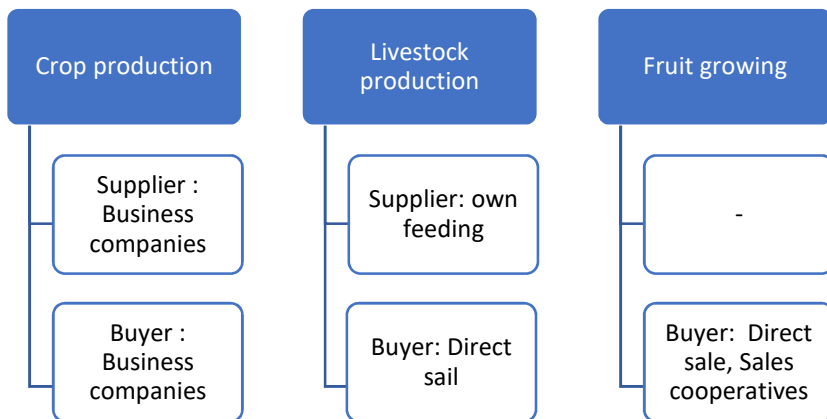 Crop production
Supplier :
Business
companies
Buyer :
Business
companies
Livestock
production
Supplier: own
feeding
Buyer: Direct
sail
Fruit growing
-
Buyer:  Direct
sale, Sales
cooperatives